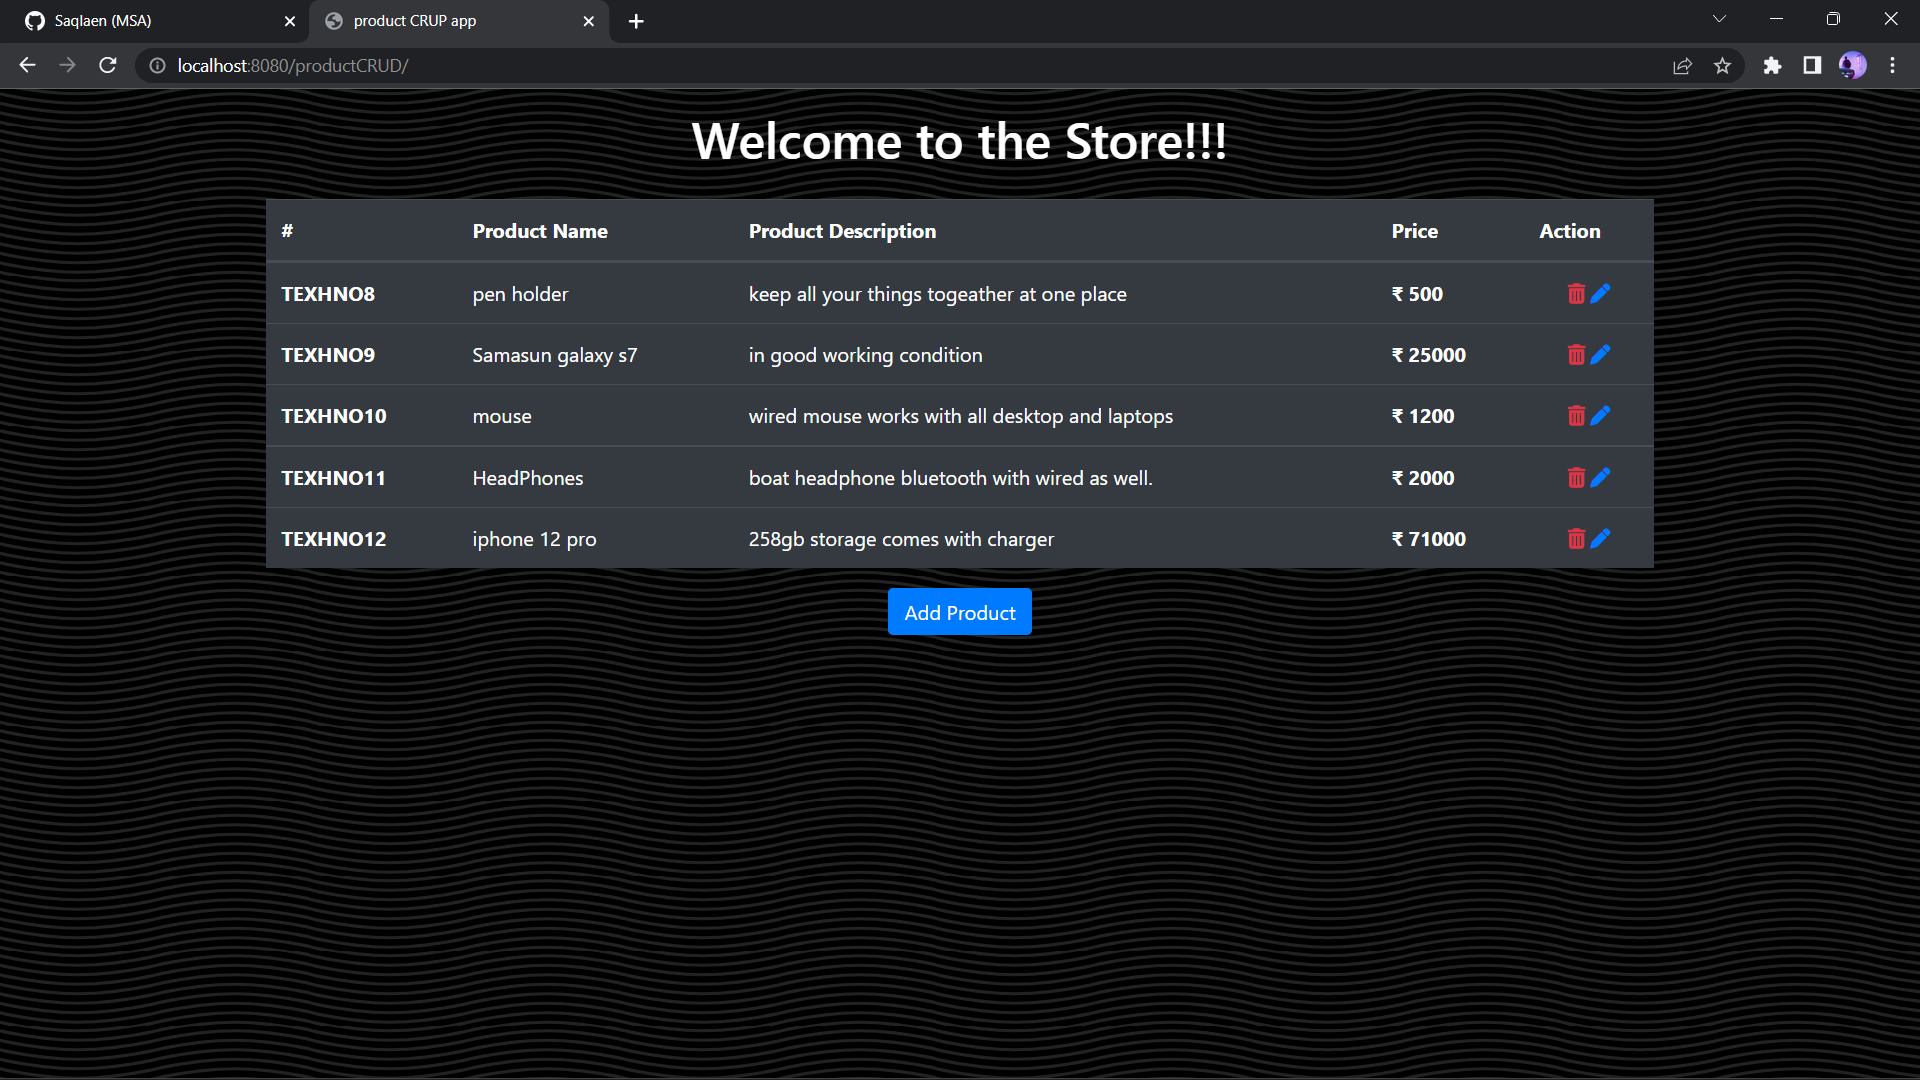 Saqlaen (MSA)
product CRUP app
localhost:8080/productCRUD/
Welcome to the Store!!!
# Product Name Product Description Price Action
TEXHNO8 pen holder keep all your things togeather at one place ₹ 500
TEXHNO9 Samasun galaxy s7 in good working condition ₹ 25000
TEXHNO10 mouse wired mouse works with all desktop and laptops ₹ 1200
TEXHNO11 HeadPhones boat headphone bluetooth with wired as well. ₹ 2000
TEXHNO12 iphone 12 pro 258gb storage comes with charger ₹ 71000
Add Product